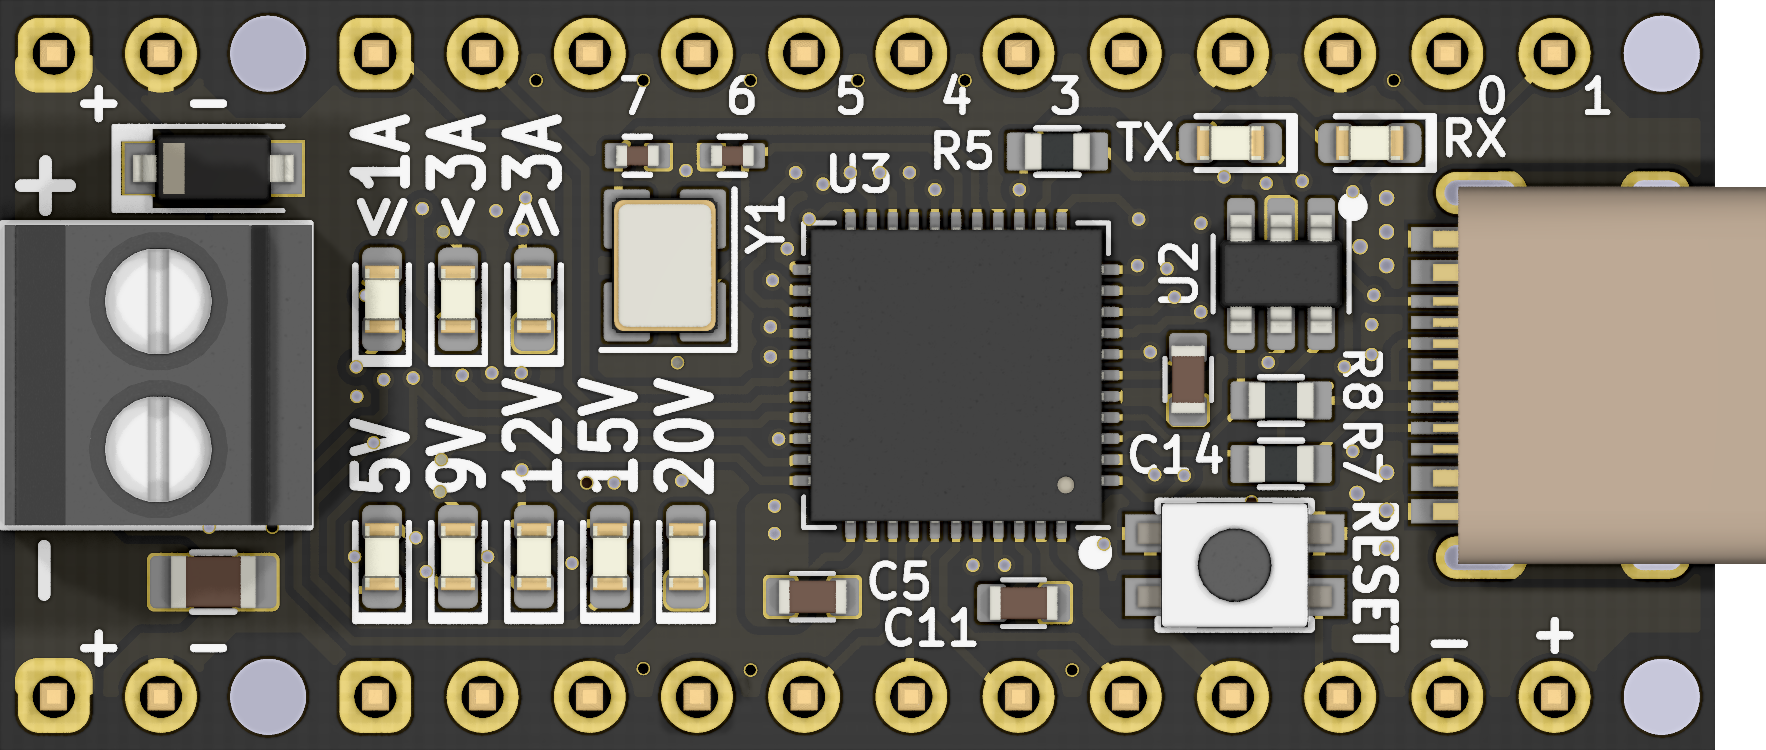 7 6 5 4 3 0 1
+ −
R5 TX RX
U3
+
≤1A <3A ≥3A
Y1
U2
R8 R7
5V 9V 12V 15V 20V
C14
RESET
−
C5
C11
+ −
− +